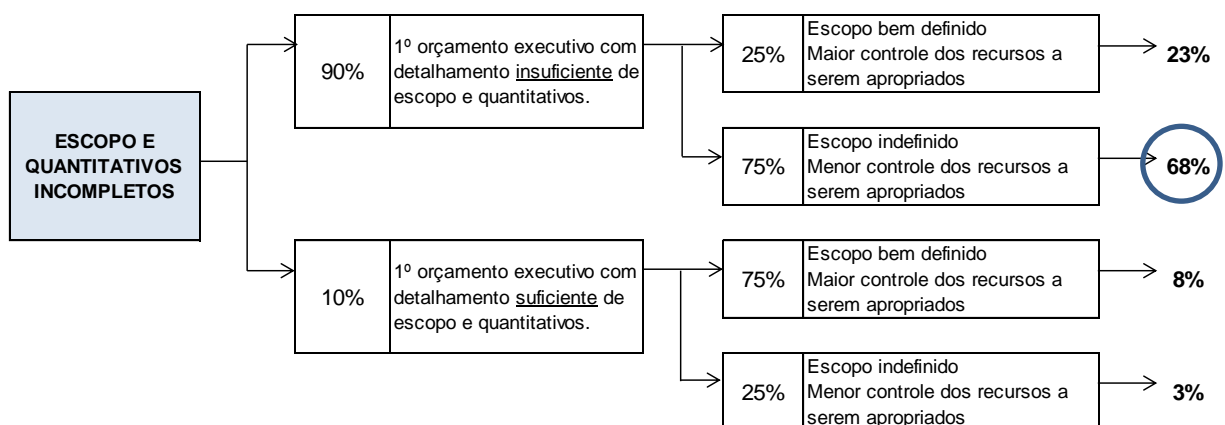 ESCOPO E
QUANTITATIVOS
INCOMPLETOS
90%
1º orçamento executivo com
detalhamento insuficiente de
escopo e quantitativos.
25%
Escopo bem definido
Maior controle dos recursos a
serem apropriados
23%
75%
Escopo indefinido
Menor controle dos recursos a
serem apropriados
68%
10%
1º orçamento executivo com
detalhamento suficiente de
escopo e quantitativos.
75%
Escopo bem definido
Maior controle dos recursos a
serem apropriados
8%
25%
Escopo indefinido
Menor controle dos recursos a
serem apropriados
3%